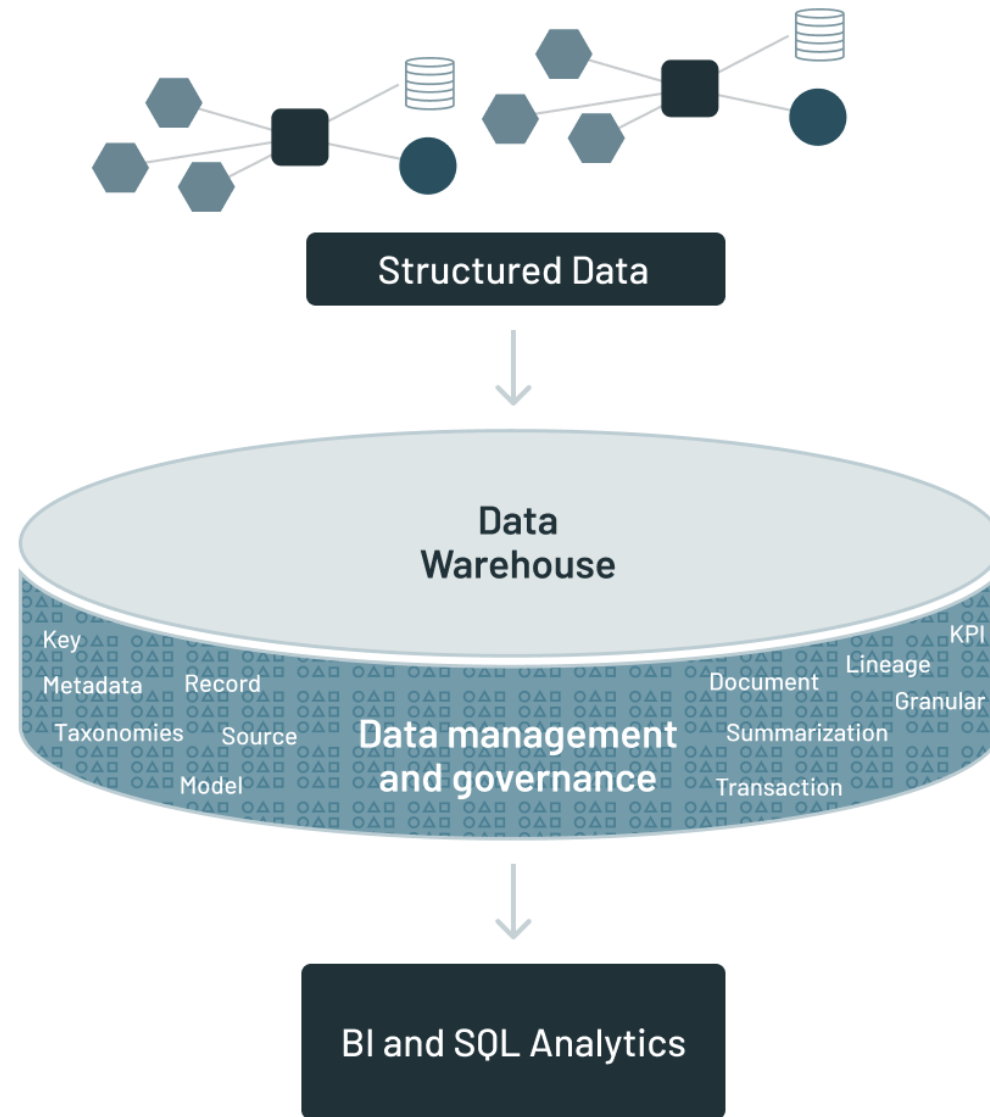 Structured Data
Data
Warehouse
Key
KPI
Lineage
Metadata
Record
Document
Granular
Taxonomies
Source
Data management
and governance
Summarization
Model
Transaction
BI and SQL Analytics